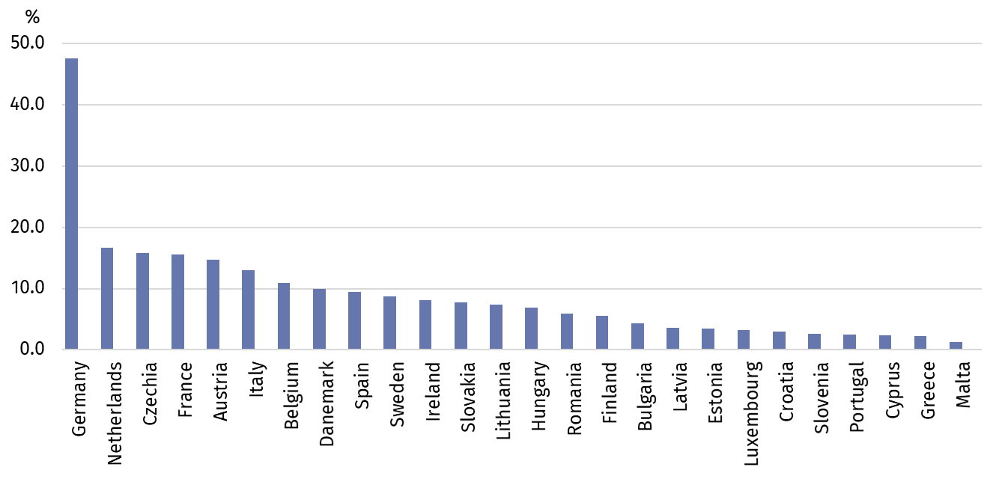 %
50.0
40.0
30.0
20.0
10.0
0.0
Germany
Netherlands
Czechia
France
Austria
Italy
Belgium
Danemark
Spain
Sweden
Ireland
Slovakia
Lithuania
Hungary
Romania
Finland
Bulgaria
Latvia
Estonia
Luxembourg
Croatia
Slovenia
Portugal
Cyprus
Greece
Malta